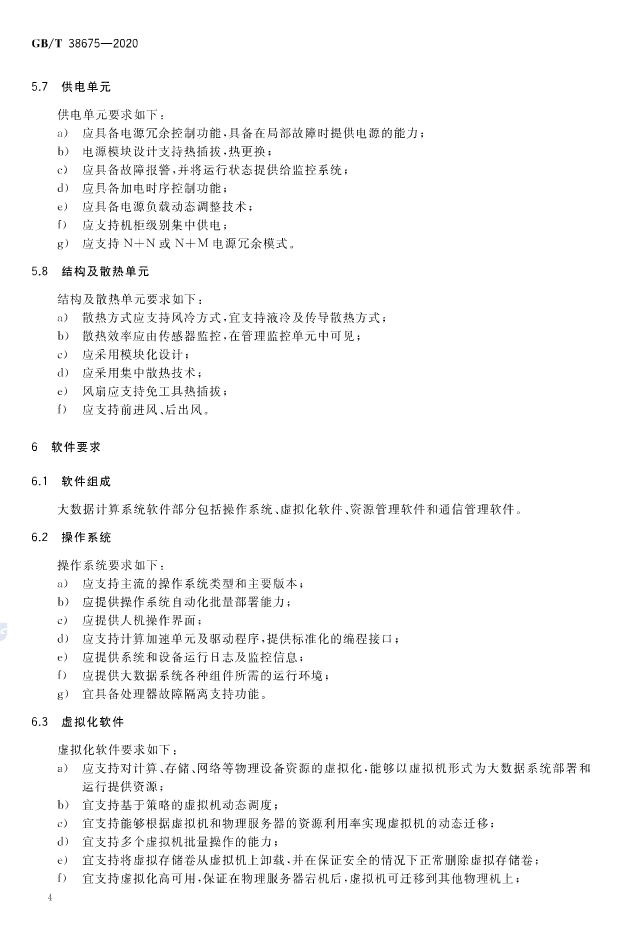 GB/T 38675—2020
5.7 供电单元
供电单元要求如下：
a) 应具备电源冗余控制功能,具备在局部故障时提供电源的能力；
b) 电源模块设计支持热插拔,热更换；
c) 应具备故障报警,并将运行状态提供给监控系统；
d) 应具备加电时序控制功能；
e) 应具备电源负载动态调整技术；
f) 应支持机柜级别集中供电；
g) 应支持 N+N 或 N+M 电源冗余模式。
5.8 结构及散热单元
结构及散热单元要求如下：
a) 散热方式应支持风冷方式,宜支持液冷及传导散热方式；
b) 散热效率应由传感器监控,在管理监控单元中可见；
c) 应采用模块化设计；
d) 应采用集中散热技术；
e) 风扇应支持免工具热插拔；
f) 应支持前进风、后出风。
6 软件要求
6.1 软件组成
大数据计算系统软件部分包括操作系统、虚拟化软件、资源管理软件和通信管理软件。
6.2 操作系统
操作系统要求如下：
a) 应支持主流的操作系统类型和主要版本；
b) 应提供操作系统自动化批量部署能力；
c) 应提供人机操作界面；
d) 应支持计算加速单元及驱动程序,提供标准化的编程接口；
e) 应提供系统和设备运行日志及监控信息；
f) 应提供大数据系统各种组件所需的运行环境；
g) 宜具备处理器故障隔离支持功能。
6.3 虚拟化软件
虚拟化软件要求如下：
a) 应支持对计算、存储、网络等物理设备资源的虚拟化,能够以虚拟机形式为大数据系统部署和
运行提供资源；
b) 宜支持基于策略的虚拟机动态调度；
c) 宜支持能够根据虚拟机和物理服务器的资源利用率实现虚拟机的动态迁移；
d) 宜支持多个虚拟机批量操作的能力；
e) 宜支持将虚拟存储卷从虚拟机上卸载,并在保证安全的情况下正常删除虚拟存储卷；
f) 宜支持虚拟化高可用,保证在物理服务器宕机后,虚拟机可迁移到其他物理机上；
4